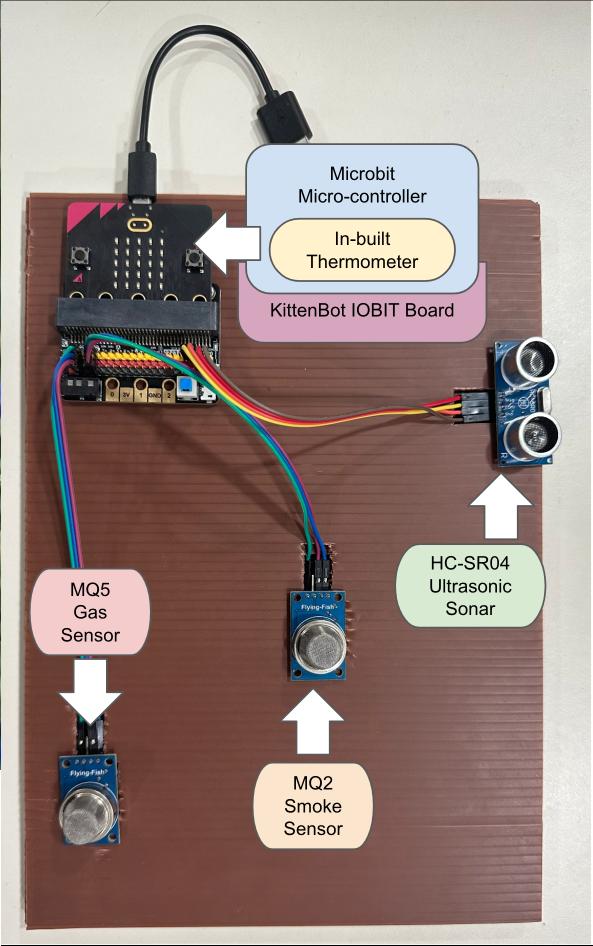 Microbit
Micro-controller
In-built
Thermometer
KittenBot IOBIT Board
0 3V 1 GND 2
HC-SR04
Ultrasonic
Sonar
R
MQ5
Gas
Sensor
Flying-Fish
MQ2
Smoke
Sensor
Flying-Fish